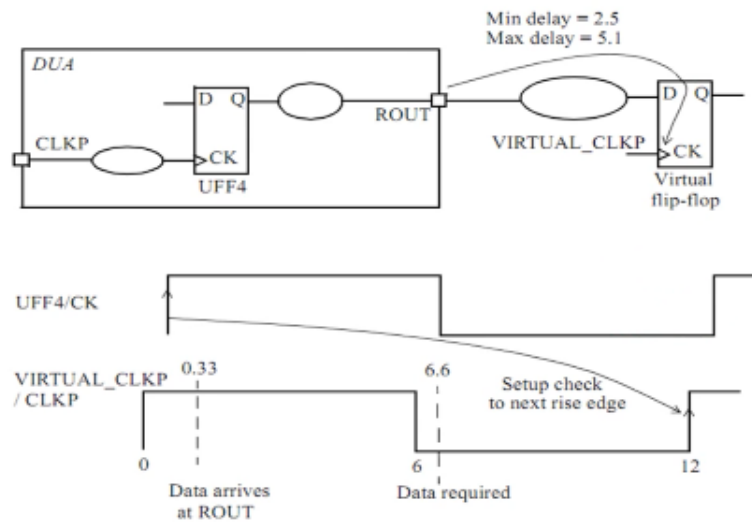 Min delay = 2.5
Max delay = 5.1
DUA
D Q
ROUT
D Q
CLKP
CK
UFF4
VIRTUAL_CLKP
CK
Virtual
flip-flop
UFF4/CK
VIRTUAL_CLKP
/ CLKP
0.33
6.6
Setup check
to next rise edge
0
6
12
Data arrives
at ROUT
Data required